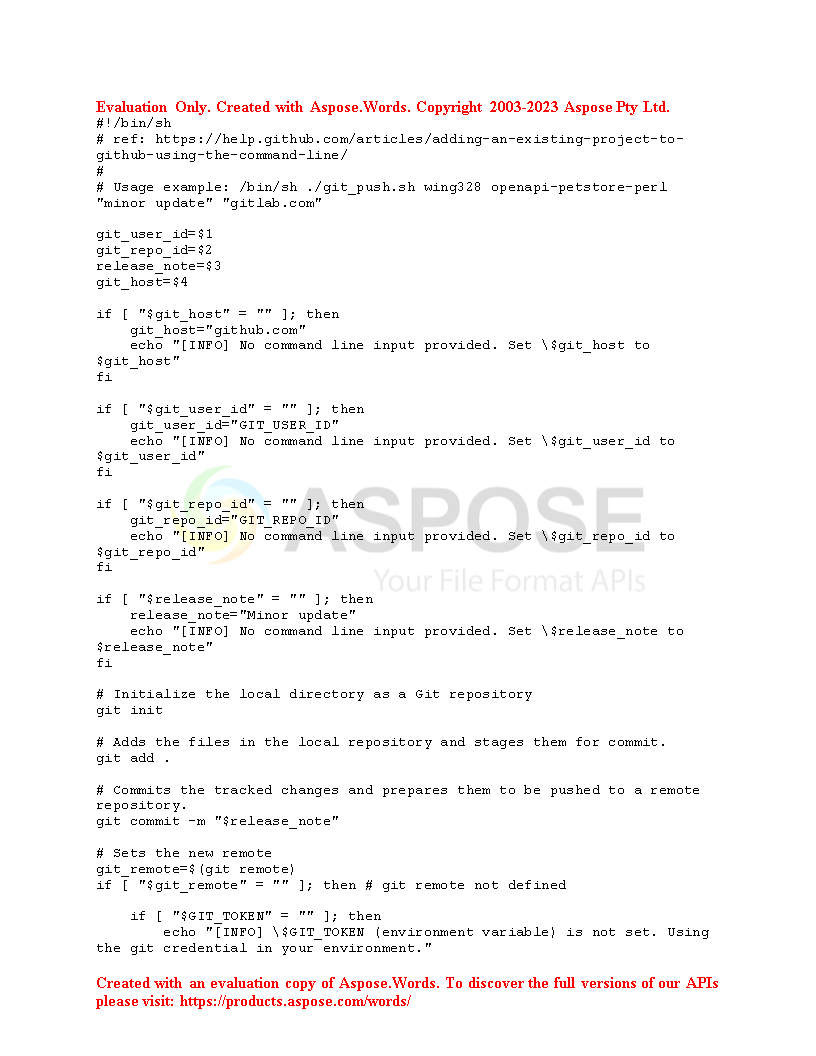 Evaluation Only. Created with Aspose.Words. Copyright 2003-2023 Aspose Pty Ltd.
#!/bin/sh
# ref: https://help.github.com/articles/adding-an-existing-project-to-
github-using-the-command-line/
#
# Usage example: /bin/sh ./git_push.sh wing328 openapi-petstore-perl
"minor update" "gitlab.com"

git_user_id=$1
git_repo_id=$2
release_note=$3
git_host=$4

if [ "$git_host" = "" ]; then
    git_host="github.com"
    echo "[INFO] No command line input provided. Set \$git_host to
$git_host"
fi

if [ "$git_user_id" = "" ]; then
    git_user_id="GIT_USER_ID"
    echo "[INFO] No command line input provided. Set \$git_user_id to
$git_user_id"
fi

if [ "$git_repo_id" = "" ]; then
    git_repo_id="GIT_REPO_ID"
    echo "[INFO] No command line input provided. Set \$git_repo_id to
$git_repo_id"
fi
ASPOSE
Your File Format APIs

if [ "$release_note" = "" ]; then
    release_note="Minor update"
    echo "[INFO] No command line input provided. Set \$release_note to
$release_note"
fi

# Initialize the local directory as a Git repository
git init

# Adds the files in the local repository and stages them for commit.
git add .

# Commits the tracked changes and prepares them to be pushed to a remote
repository.
git commit -m "$release_note"

# Sets the new remote
git_remote=$(git remote)
if [ "$git_remote" = "" ]; then # git remote not defined

    if [ "$GIT_TOKEN" = "" ]; then
        echo "[INFO] \$GIT_TOKEN (environment variable) is not set. Using
the git credential in your environment."

Created with an evaluation copy of Aspose.Words. To discover the full versions of our APIs
please visit: https://products.aspose.com/words/